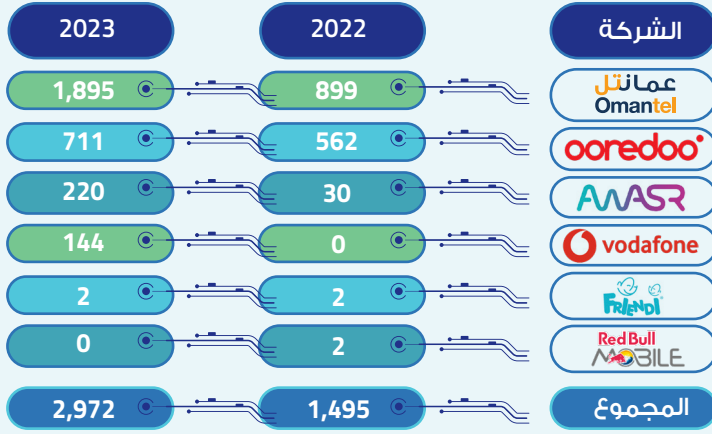 الشركة 2022 2023
عمانتل
Omantel 899 1,895
ooredoo 562 711
AWASR 30 220
vodafone 0 144
FRiENDi 2 2
Red Bull
MOBILE 2 0
المجموع 1,495 2,972